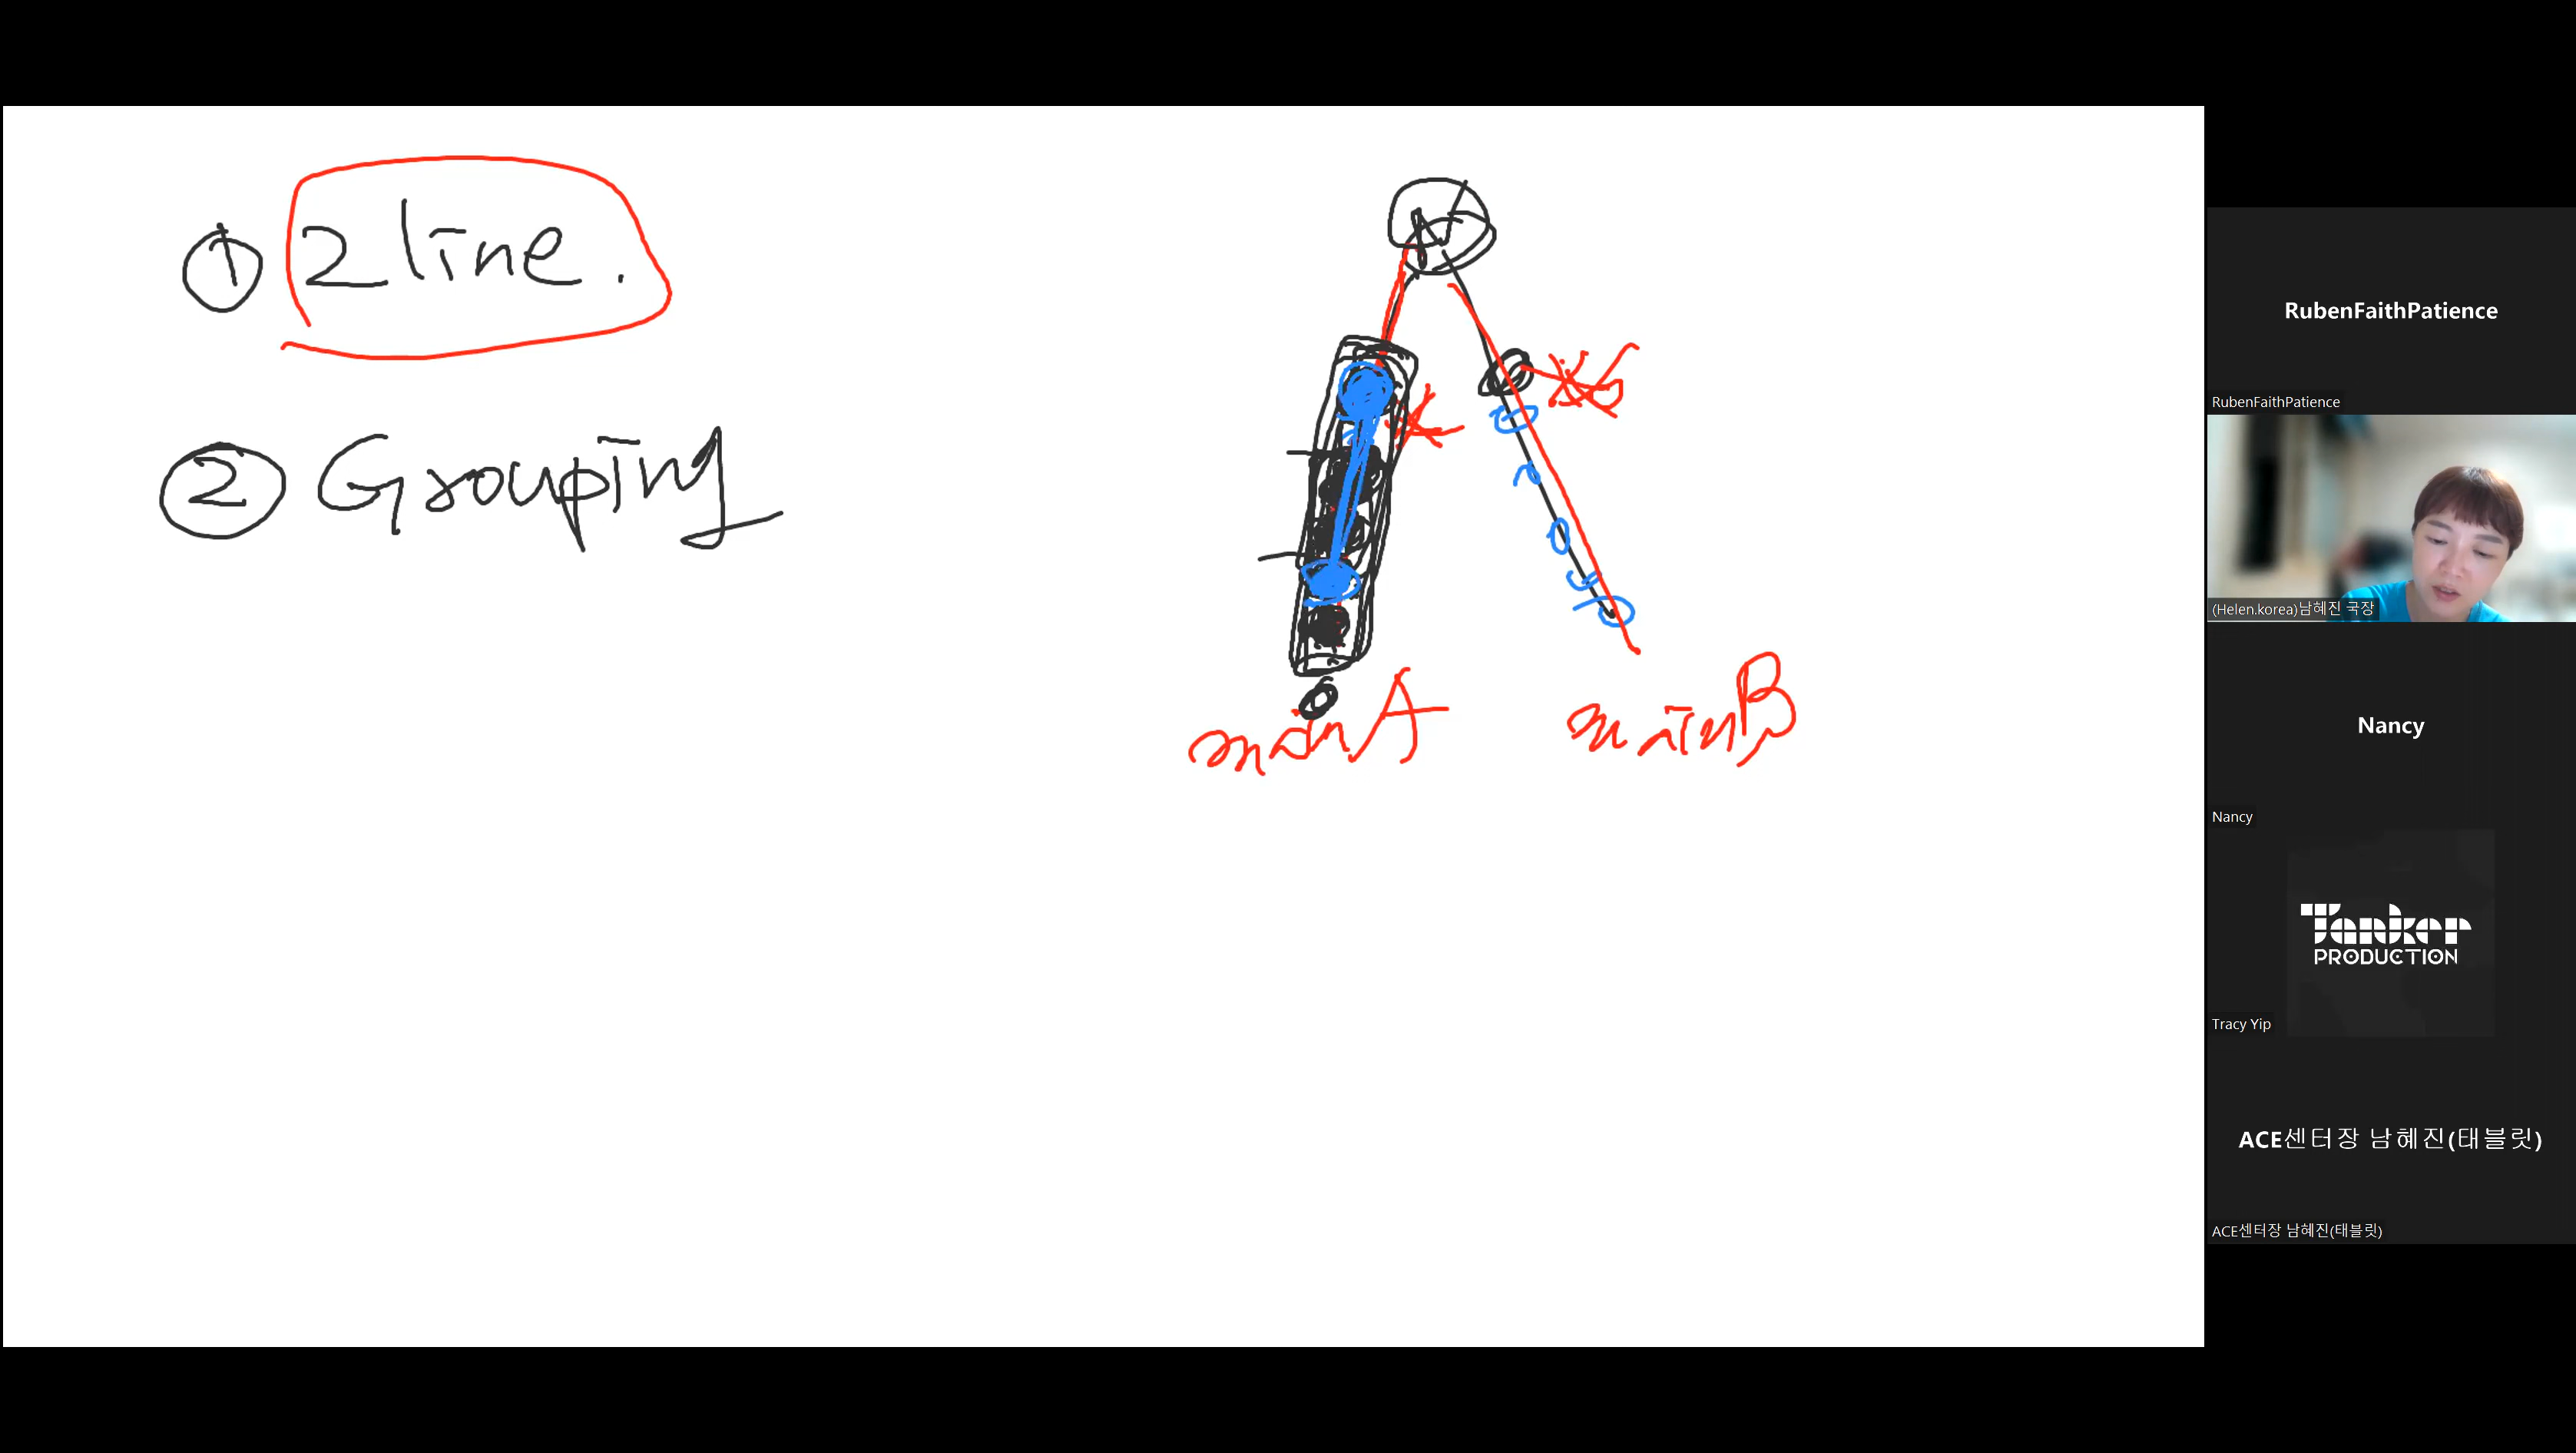 ① 2 line.
② Grouping
main A
main B
RubenFaithPatience
RubenFaithPatience
(Helen.korea)남혜진 국장
Nancy
Nancy
Tanker
PRODUCTION
Tracy Yip
ACE센터장 남혜진(태블릿)
ACE센터장 남혜진(태블릿)